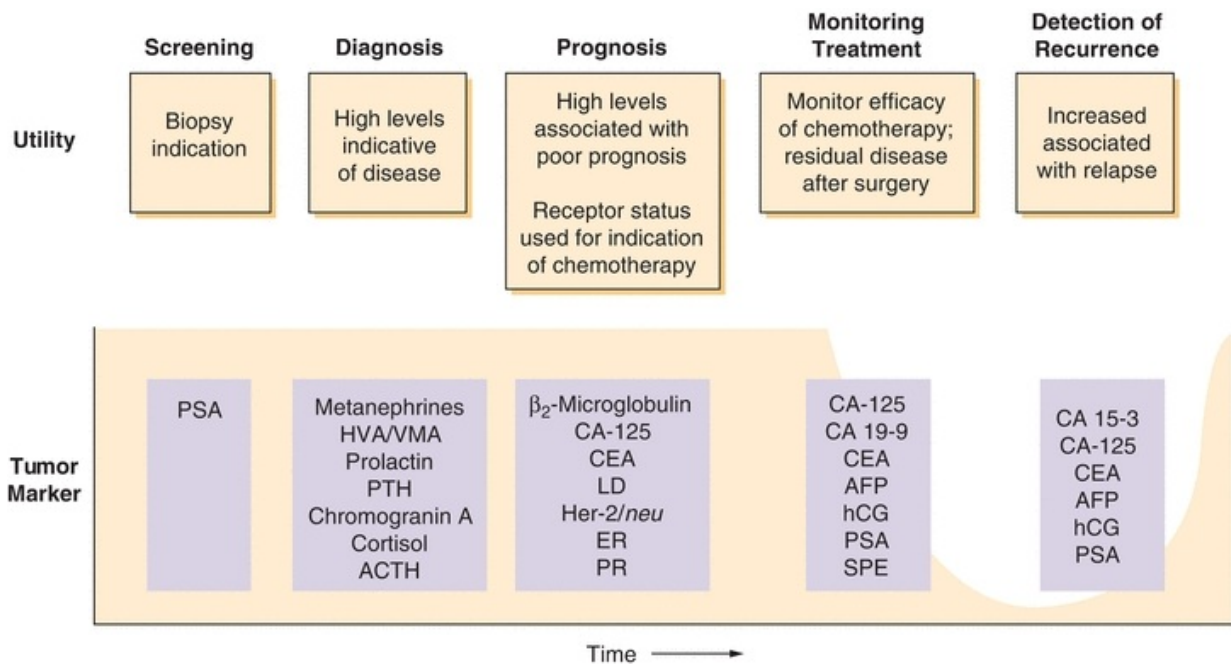 Screening
Diagnosis
Prognosis
Monitoring
Treatment
Detection of
Recurrence
Utility
Biopsy
indication
High levels
indicative
of disease
High levels
associated with
poor prognosis
Receptor status
used for indication
of chemotherapy
Monitor efficacy
of chemotherapy;
residual disease
after surgery
Increased
associated
with relapse
Tumor
Marker
PSA
Metanephrines
HVA/VMA
Prolactin
PTH
Chromogranin A
Cortisol
ACTH
β₂-Microglobulin
CA-125
CEA
LD
Her-2/neu
ER
PR
CA-125
CA 19-9
CEA
AFP
hCG
PSA
SPE
CA 15-3
CA-125
CEA
AFP
hCG
PSA
Time